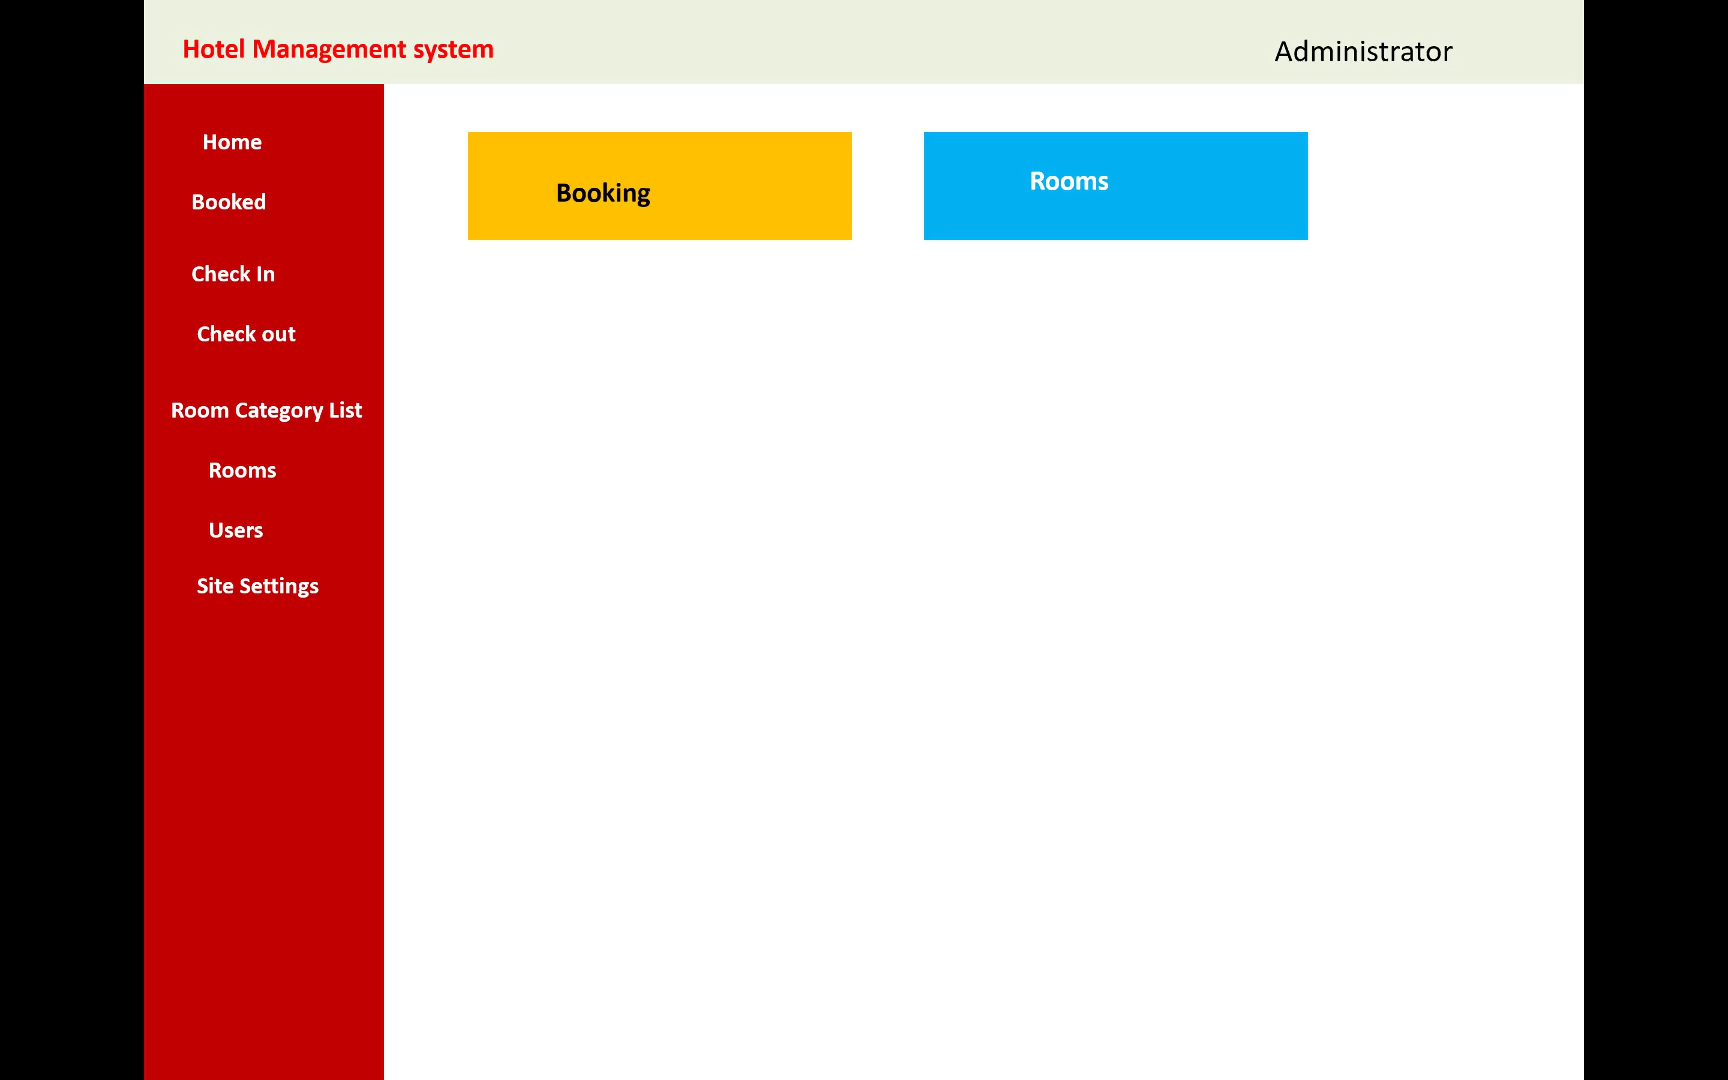 Hotel Management system
Administrator
Home
Booked
Check In
Check out
Room Category List
Rooms
Users
Site Settings
Booking
Rooms